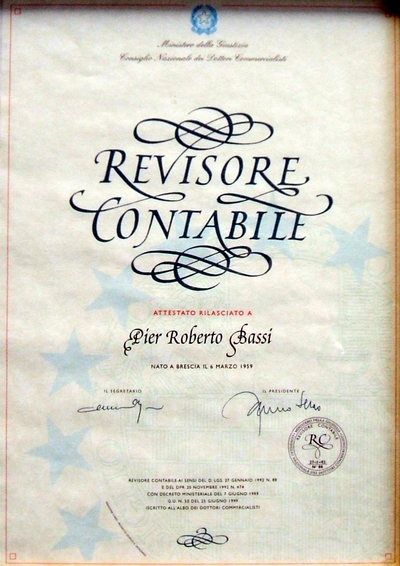 Ministero della Giustizia
Consiglio Nazionale dei Dottori Commercialisti
REVISORE
CONTABILE
ATTESTATO RILASCIATO A
Pier Roberto Bassi
NATO A BRESCIA IL 6 MARZO 1959
IL SEGRETARIO
IL PRESIDENTE
REVISORE CONTABILE
RC
REVISORE CONTABILE AI SENSI DEL D. LGS. 27 GENNAIO 1992 N. 88
E DEL DPR 20 NOVEMBRE 1992 N. 474
CON DECRETO MINISTERIALE DEL 7 GIUGNO 1999
G.U. N. 50 DEL 25 GIUGNO 1999
ISCRITTO ALL'ALBO DEI DOTTORI COMMERCIALISTI